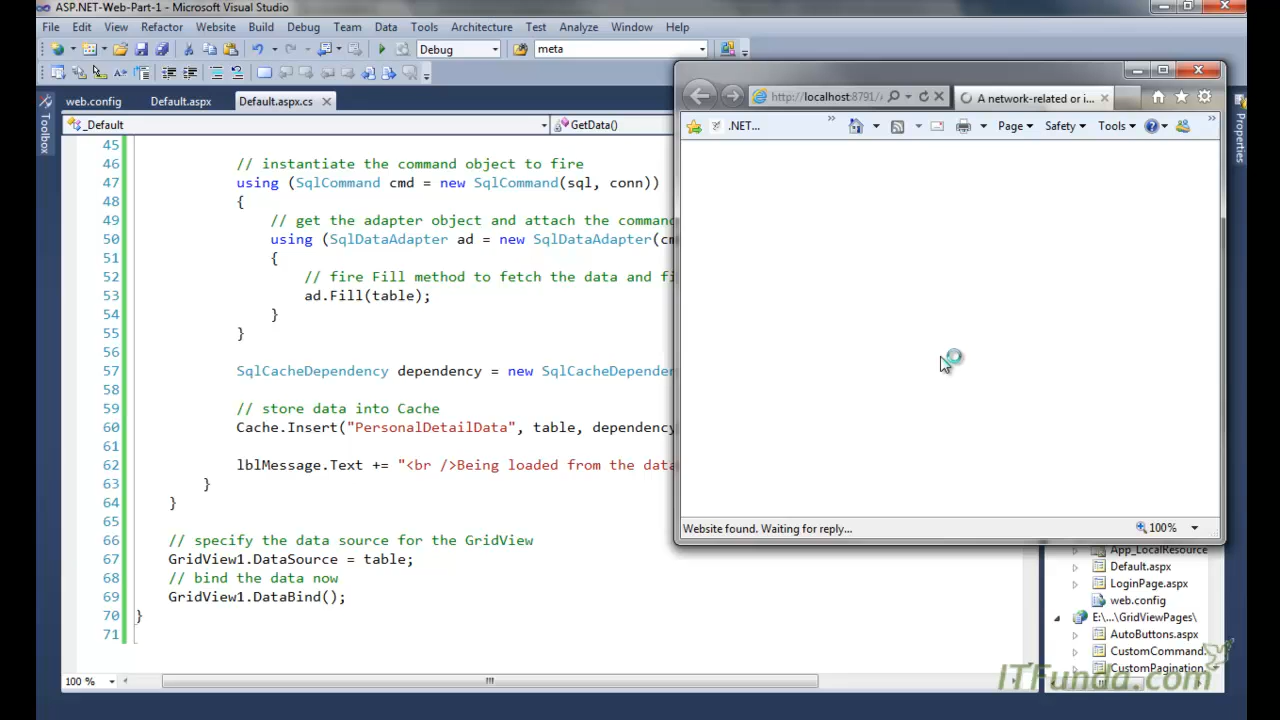 ASP.NET-Web-Part-1 - Microsoft Visual Studio
File Edit View Refactor Website Build Debug Team Data Tools Architecture Test Analyze Window Help
Debug meta
web.config Default.aspx Default.aspx.cs
_Default GetData()
Toolbox
45
46 // instantiate the command object to fire
47 using (SqlCommand cmd = new SqlCommand(sql, conn))
48 {
49 // get the adapter object and attach the command
50 using (SqlDataAdapter ad = new SqlDataAdapter(cm
51 {
52 // fire Fill method to fetch the data and fi
53 ad.Fill(table);
54 }
55 }
56
57 SqlCacheDependency dependency = new SqlCacheDepender
58
59 // store data into Cache
60 Cache.Insert("PersonalDetailData", table, dependency
61
62 lblMessage.Text += "<br />Being loaded from the data
63 }
64 }
65
66 // specify the data source for the GridView
67 GridView1.DataSource = table;
68 // bind the data now
69 GridView1.DataBind();
70 }
71
100 %
http://localhost:8791/ A network-related or i...
.NET... Page Safety Tools
Website found. Waiting for reply... 100%
Properties
App_LocalResource
Default.aspx
LoginPage.aspx
web.config
E:\...\GridViewPages\
AutoButtons.aspx
CustomCommand.
CustomPagination
ITFunda.com